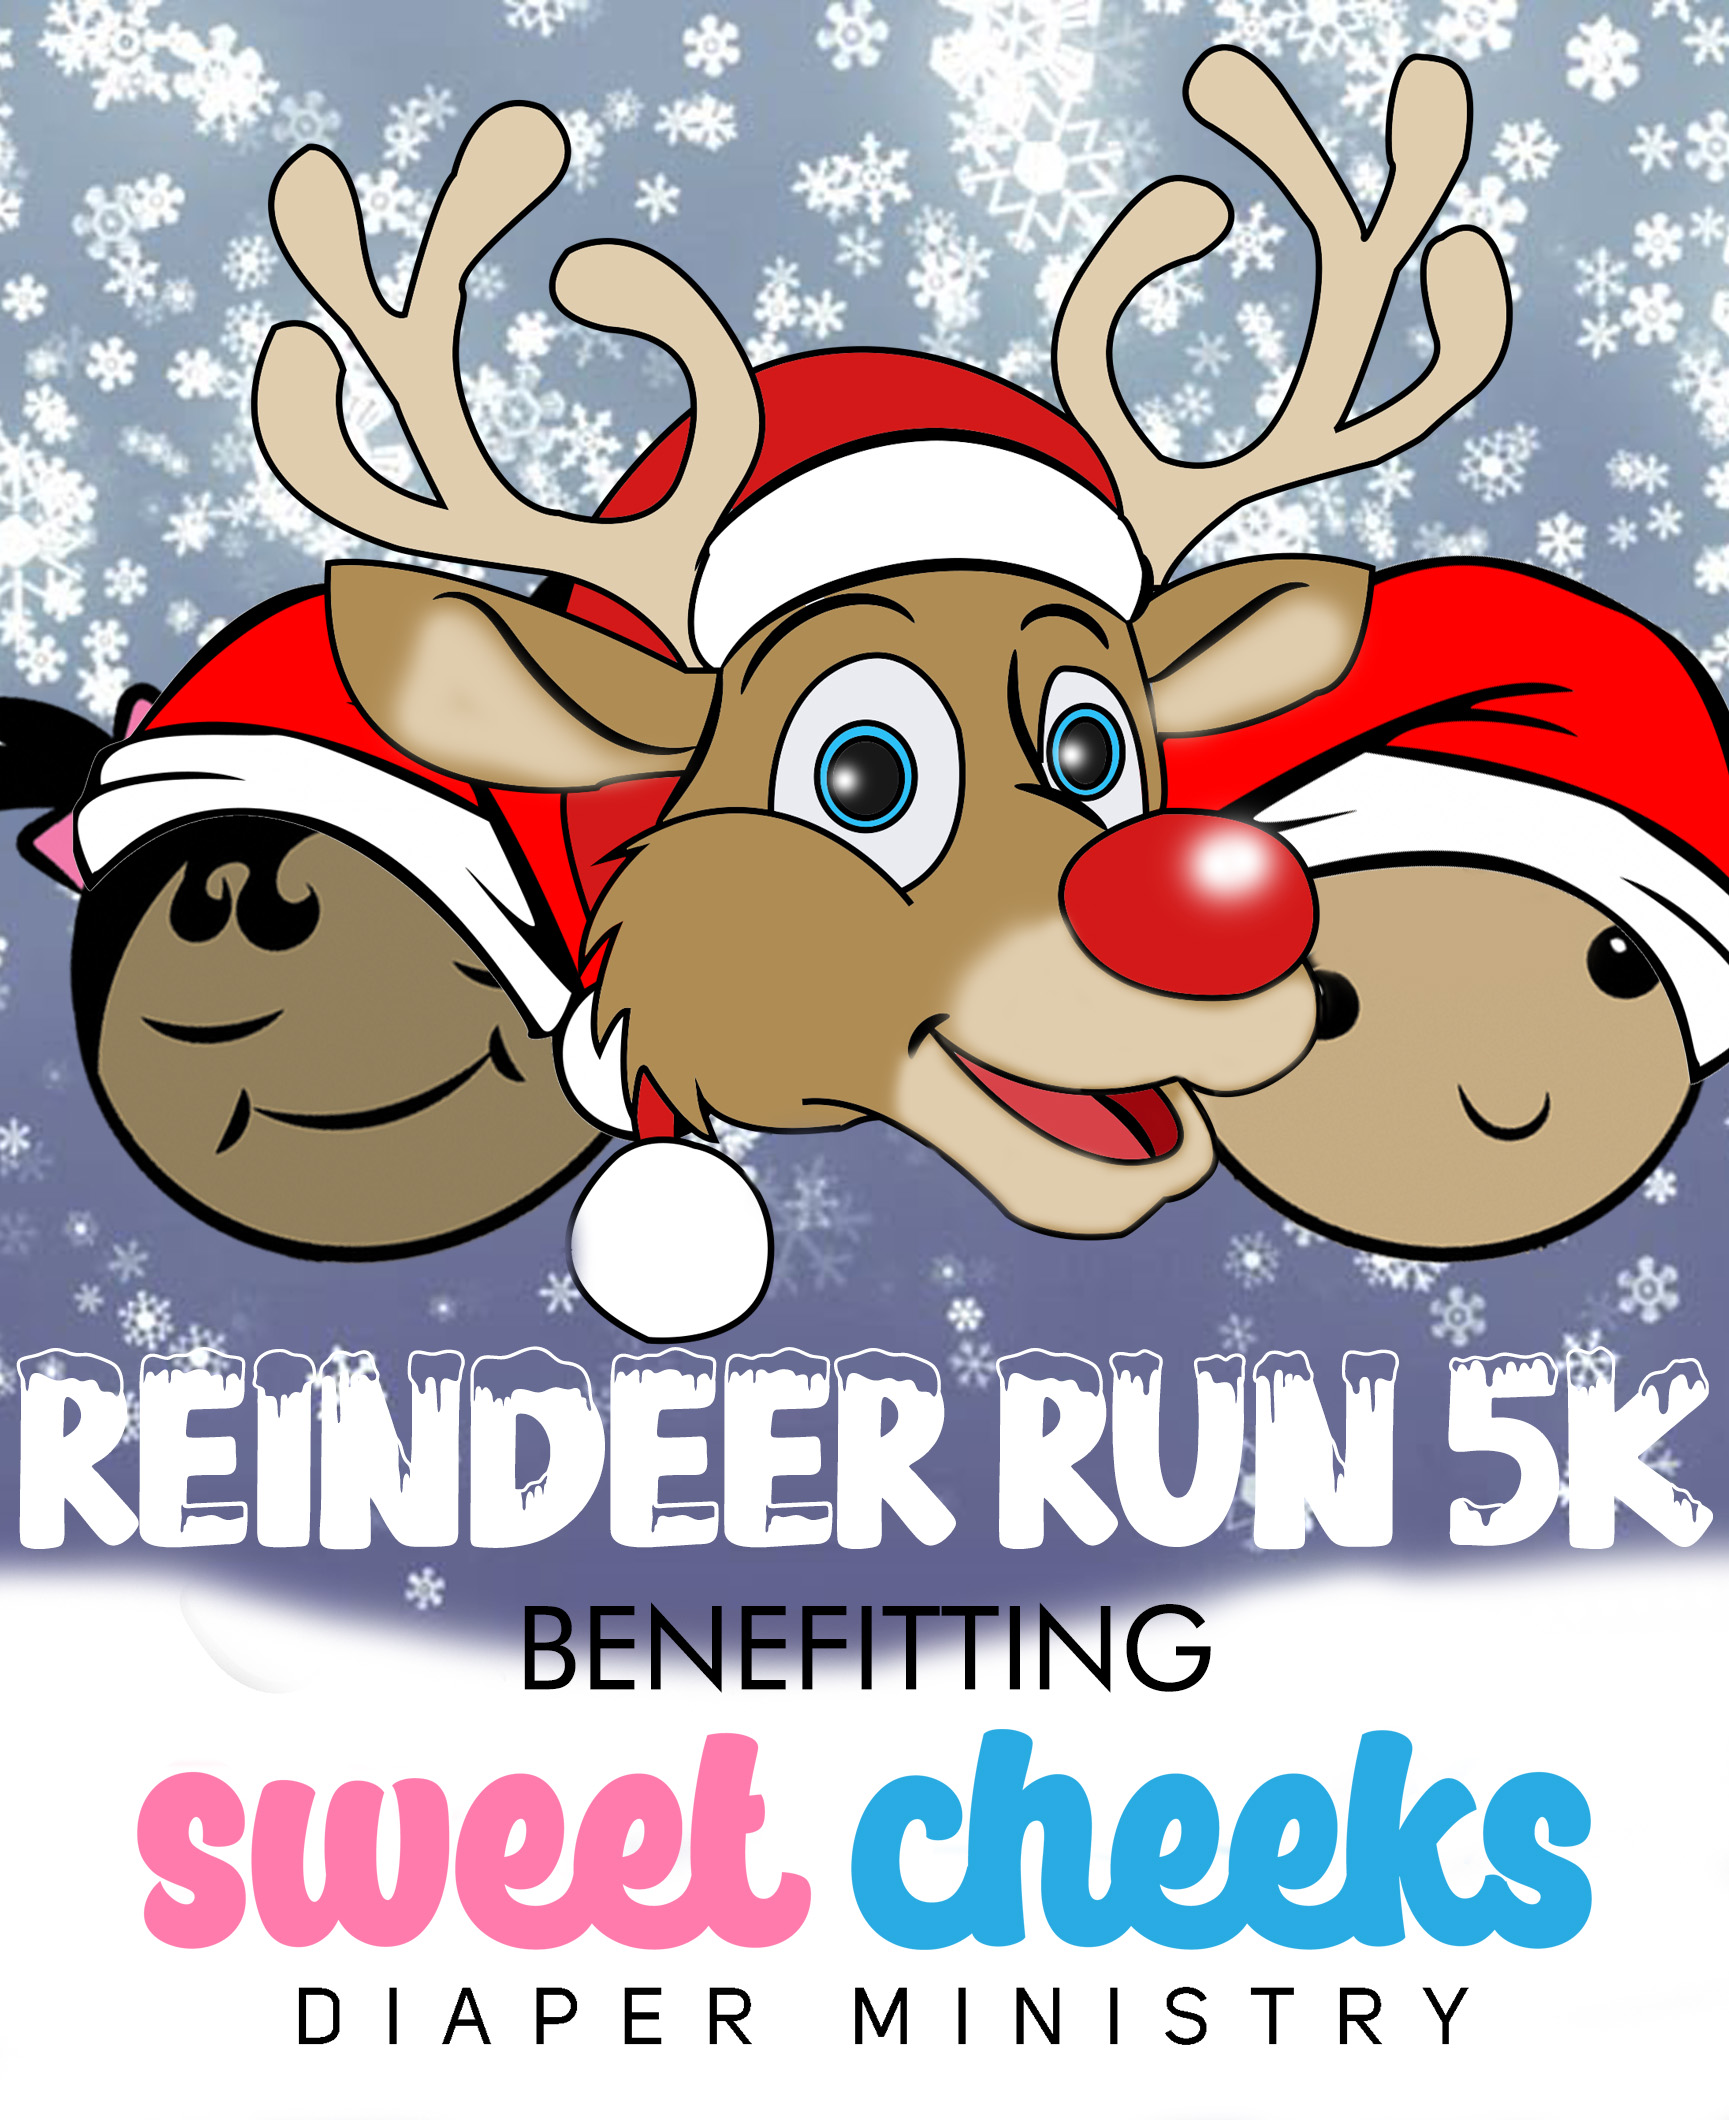 REINDEER RUN 5K
BENEFITTING
sweet cheeks
DIAPER MINISTRY